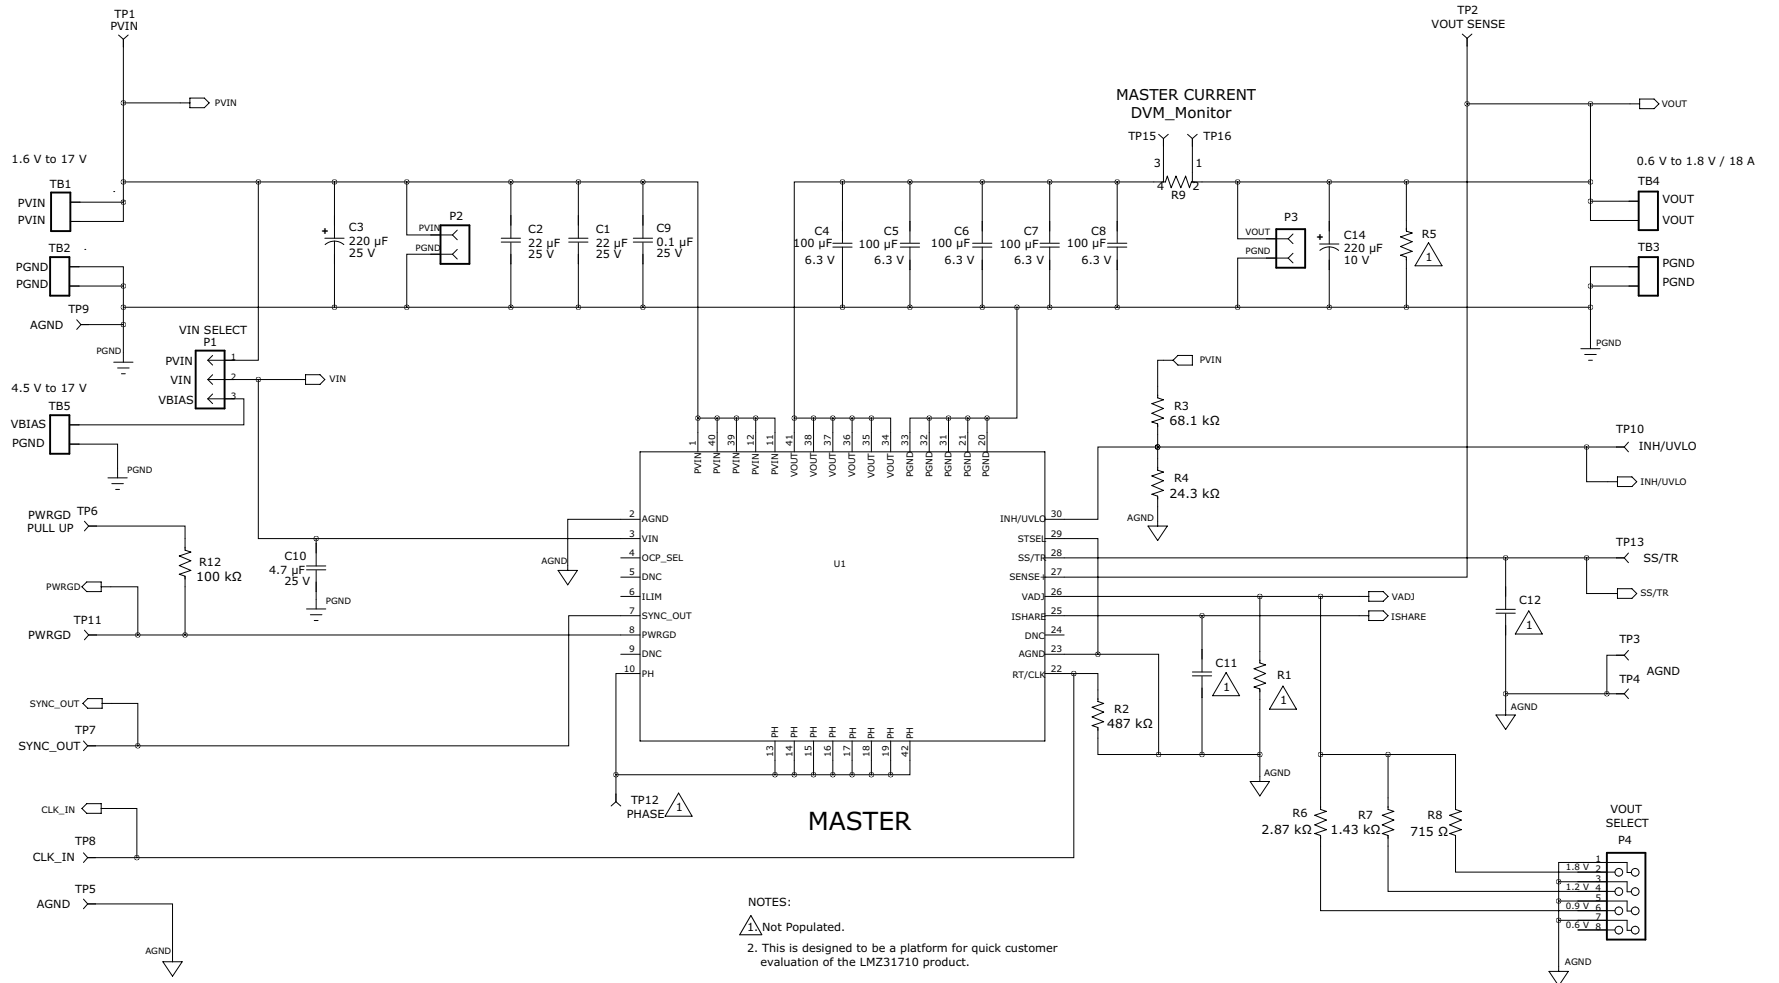 TP1
PVIN
PVIN
1.6 V to 17 V
TB1
PVIN
PVIN
TB2
PGND
PGND
TP9
AGND
PGND
C3
220 µF
25 V
+
P2
PVIN
PGND
C2
22 µF
25 V
C1
22 µF
25 V
C9
0.1 µF
25 V
C4
100 µF
6.3 V
C5
100 µF
6.3 V
C6
100 µF
6.3 V
C7
100 µF
6.3 V
C8
100 µF
6.3 V
MASTER CURRENT
DVM_Monitor
TP15
TP16
3
1
4
2
R9
P3
VOUT
PGND
+
C14
220 µF
10 V
R5
1
TP2
VOUT SENSE
VOUT
0.6 V to 1.8 V / 18 A
TB4
VOUT
VOUT
TB3
PGND
PGND
PGND
VIN SELECT
P1
PVIN
1
VIN
2
VBIAS
3
VIN
4.5 V to 17 V
TB5
VBIAS
PGND
PGND
PWRGD
PULL UP
TP6
R12
100 kΩ
PWRGD
TP11
PWRGD
C10
4.7 µF
25 V
PGND
AGND
SYNC_OUT
TP7
SYNC_OUT
CLK_IN
TP8
CLK_IN
TP5
AGND
AGND
1 40 39 12 11 41 38 37 36 35 34 33 32 31 21 20
PVIN PVIN PVIN PVIN PVIN VOUT VOUT VOUT VOUT VOUT VOUT PGND PGND PGND PGND PGND
2 AGND
3 VIN
4 OCP_SEL
5 DNC
6 ILIM
7 SYNC_OUT
8 PWRGD
9 DNC
10 PH
U1
INH/UVLO 30
STSEL 29
SS/TR 28
SENSE+ 27
VADJ 26
ISHARE 25
DNC 24
AGND 23
RT/CLK 22
PH PH PH PH PH PH PH PH
13 14 15 16 17 18 19 42
TP12
PHASE
1
MASTER
PVIN
R3
68.1 kΩ
R4
24.3 kΩ
AGND
TP10
INH/UVLO
INH/UVLO
TP13
SS/TR
SS/TR
VADJ
ISHARE
C12
1
C11
1
R1
1
R2
487 kΩ
AGND
TP3
AGND
TP4
AGND
R6
2.87 kΩ
R7
1.43 kΩ
R8
715 Ω
VOUT
SELECT
P4
1
1.8 V 2
3
1.2 V 4
5
0.9 V 6
7
0.6 V 8
AGND
NOTES:
1. Not Populated.
2. This is designed to be a platform for quick customer
evaluation of the LMZ31710 product.